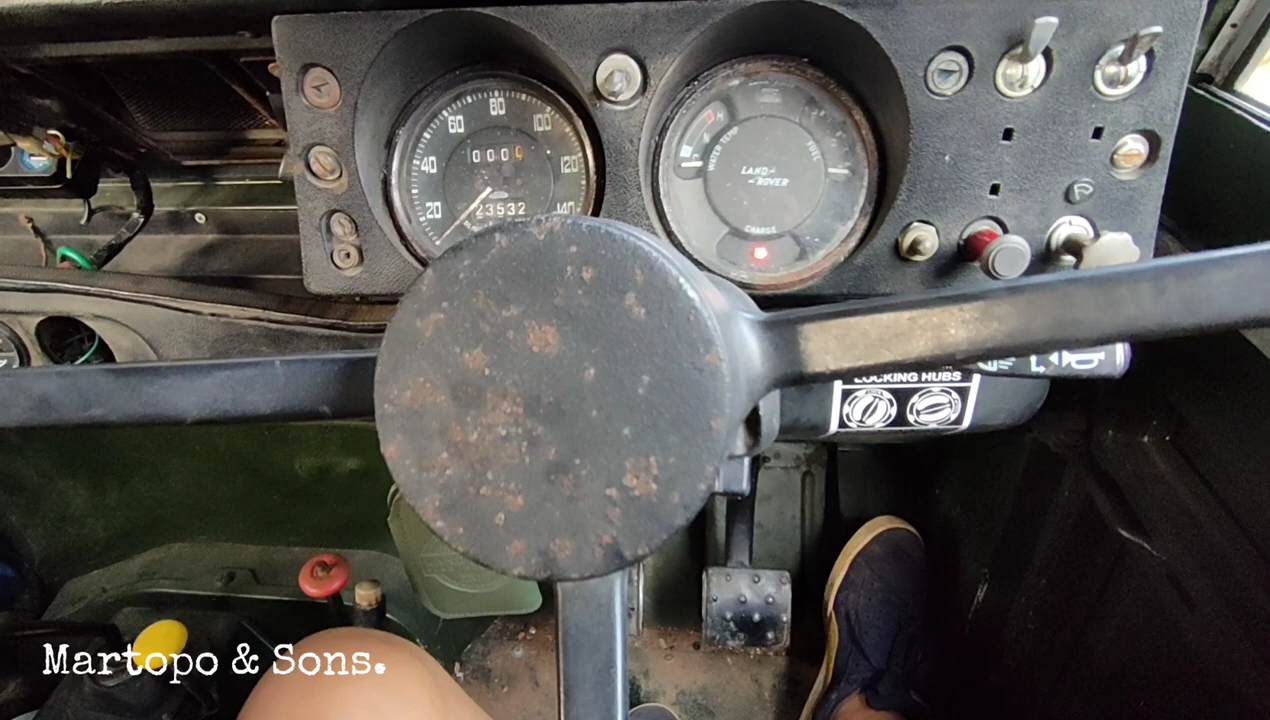 80
60
100
40
0000
120
20
23532
140
H
WATER TEMP
FUEL
LAND-
-ROVER
CHARGE
LOCKING HUBS
Martopo & Sons.